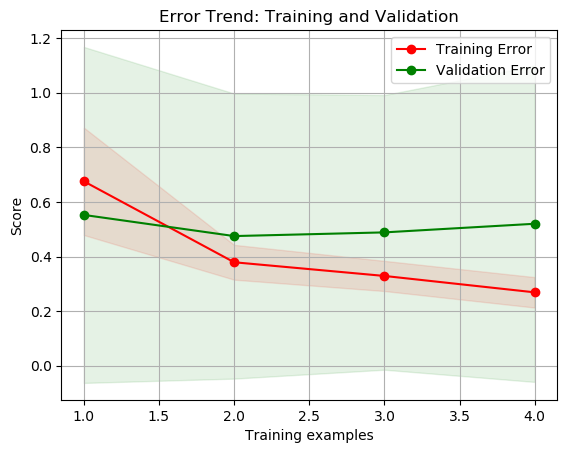 Error Trend: Training and Validation
1.2
1.0
0.8
0.6
0.4
0.2
0.0
Score
Training Error
Validation Error
1.0 1.5 2.0 2.5 3.0 3.5 4.0
Training examples